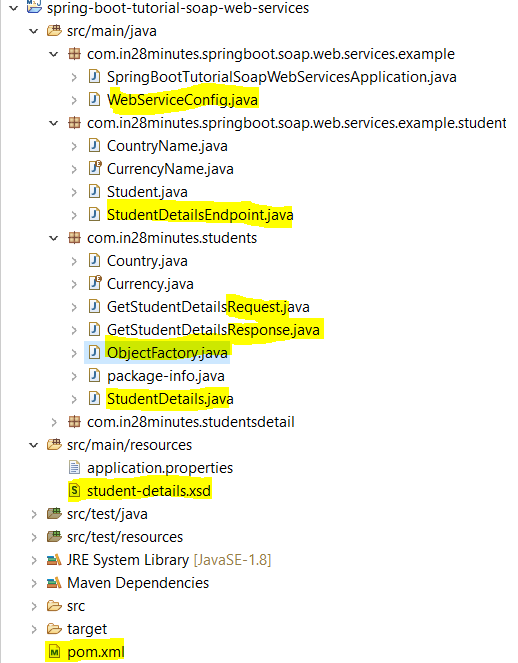 spring-boot-tutorial-soap-web-services
src/main/java
com.in28minutes.springboot.soap.web.services.example
SpringBootTutorialSoapWebServicesApplication.java
WebServiceConfig.java
com.in28minutes.springboot.soap.web.services.example.student
CountryName.java
CurrencyName.java
Student.java
StudentDetailsEndpoint.java
com.in28minutes.students
Country.java
Currency.java
GetStudentDetailsRequest.java
GetStudentDetailsResponse.java
ObjectFactory.java
package-info.java
StudentDetails.java
com.in28minutes.studentsdetail
src/main/resources
application.properties
student-details.xsd
src/test/java
src/test/resources
JRE System Library [JavaSE-1.8]
Maven Dependencies
src
target
pom.xml